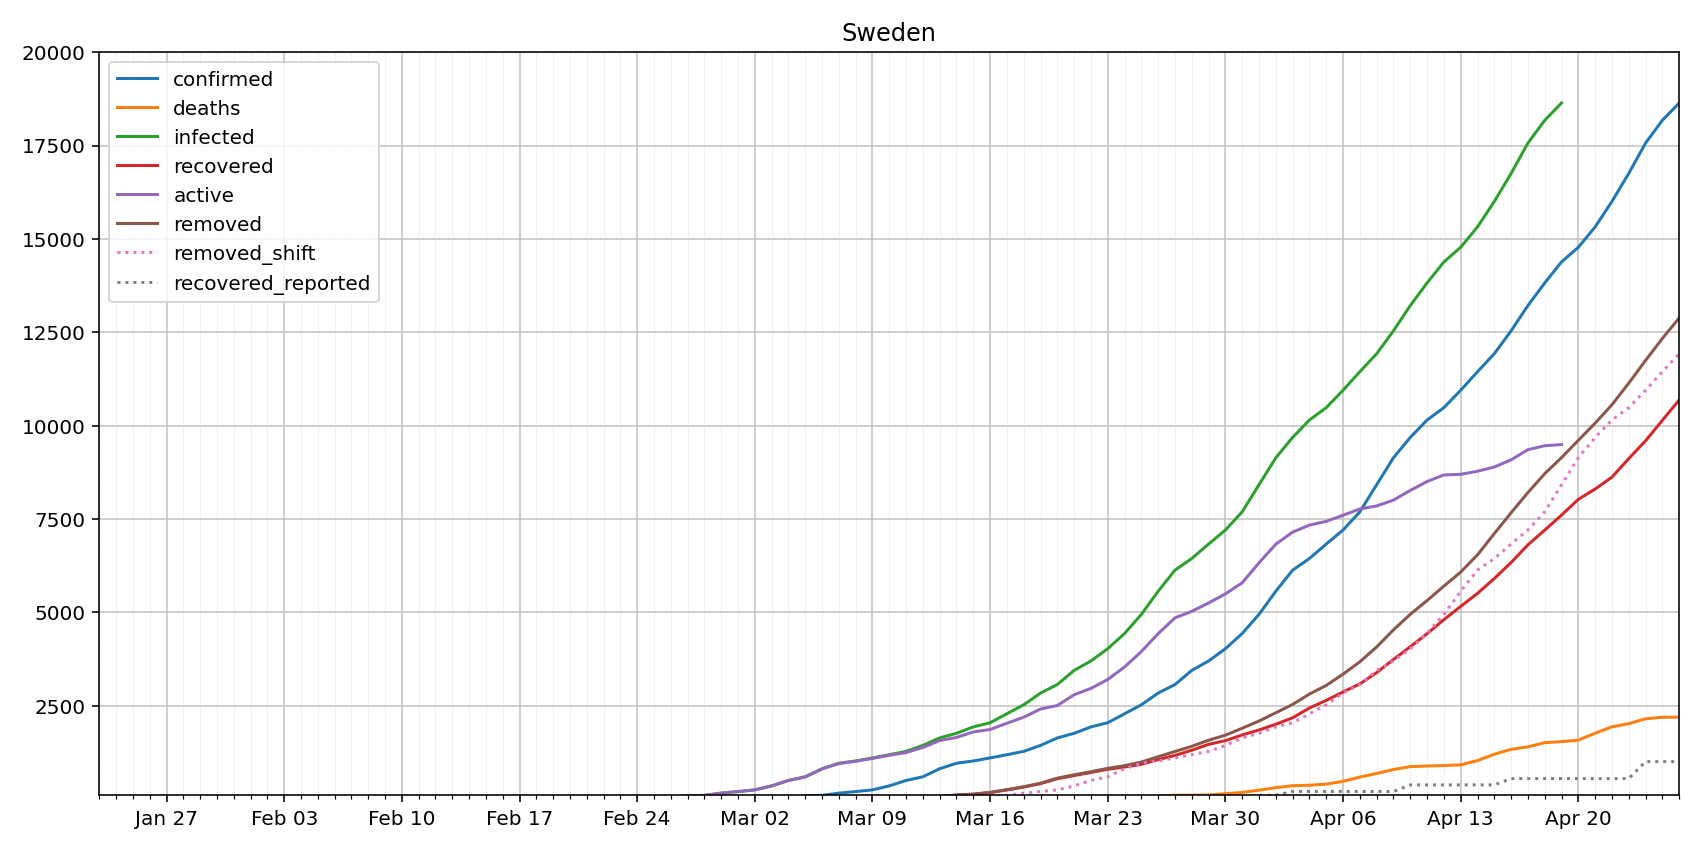 Sweden
20000
17500
15000
12500
10000
7500
5000
2500
confirmed
deaths
infected
recovered
active
removed
removed_shift
recovered_reported
Jan 27 Feb 03 Feb 10 Feb 17 Feb 24 Mar 02 Mar 09 Mar 16 Mar 23 Mar 30 Apr 06 Apr 13 Apr 20